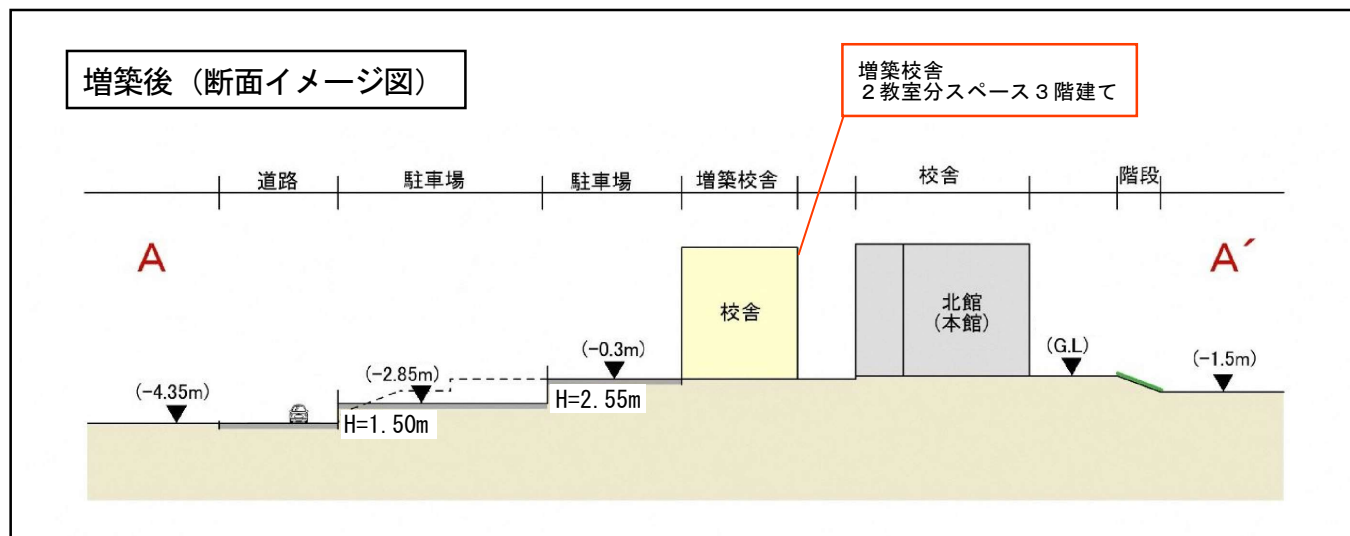 増築後（断面イメージ図）
増築校舎
２教室分スペース３階建て
道路
駐車場
駐車場
増築校舎
校舎
階段
A
A´
校舎
北館
(本館)
(-4.35m)
(-2.85m)
(-0.3m)
(G.L)
(-1.5m)
H=1.50m
H=2.55m